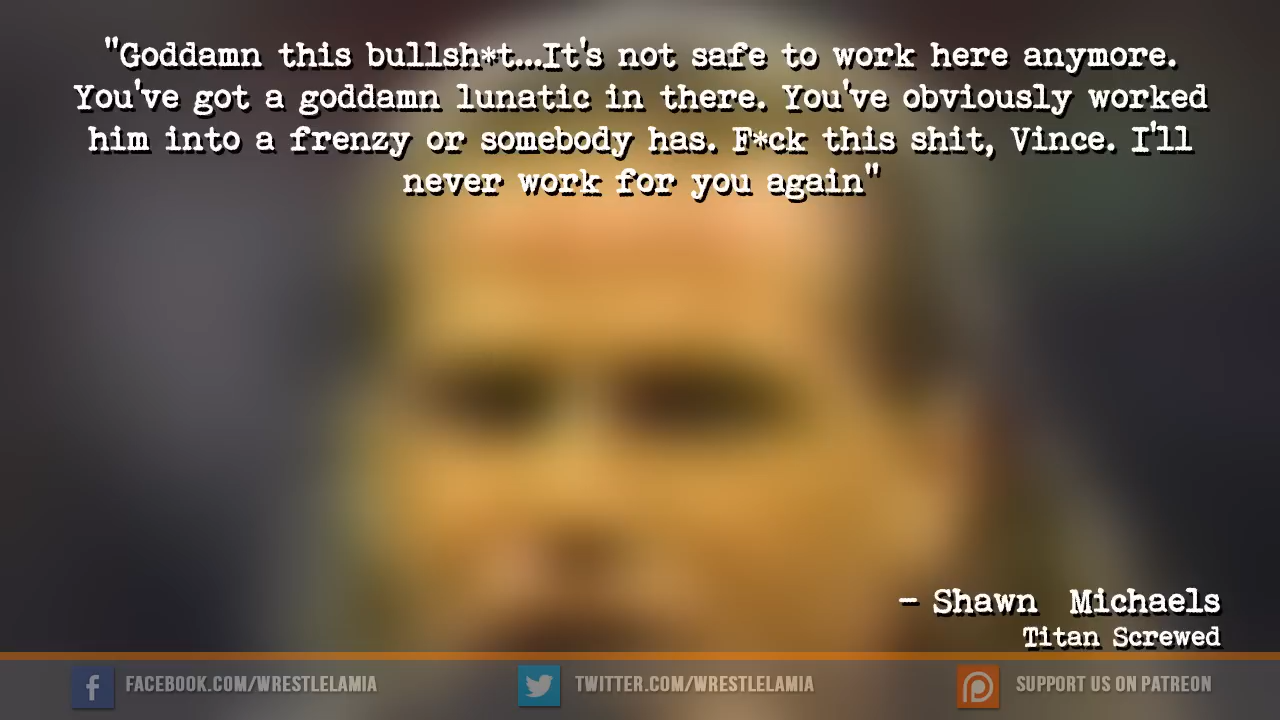 "Goddamn this bullsh*t...It's not safe to work here anymore.
You've got a goddamn lunatic in there. You've obviously worked
him into a frenzy or somebody has. F*ck this shit, Vince. I'll
never work for you again"
- Shawn Michaels
Titan Screwed
FACEBOOK.COM/WRESTLELAMIA
TWITTER.COM/WRESTLELAMIA
SUPPORT US ON PATREON